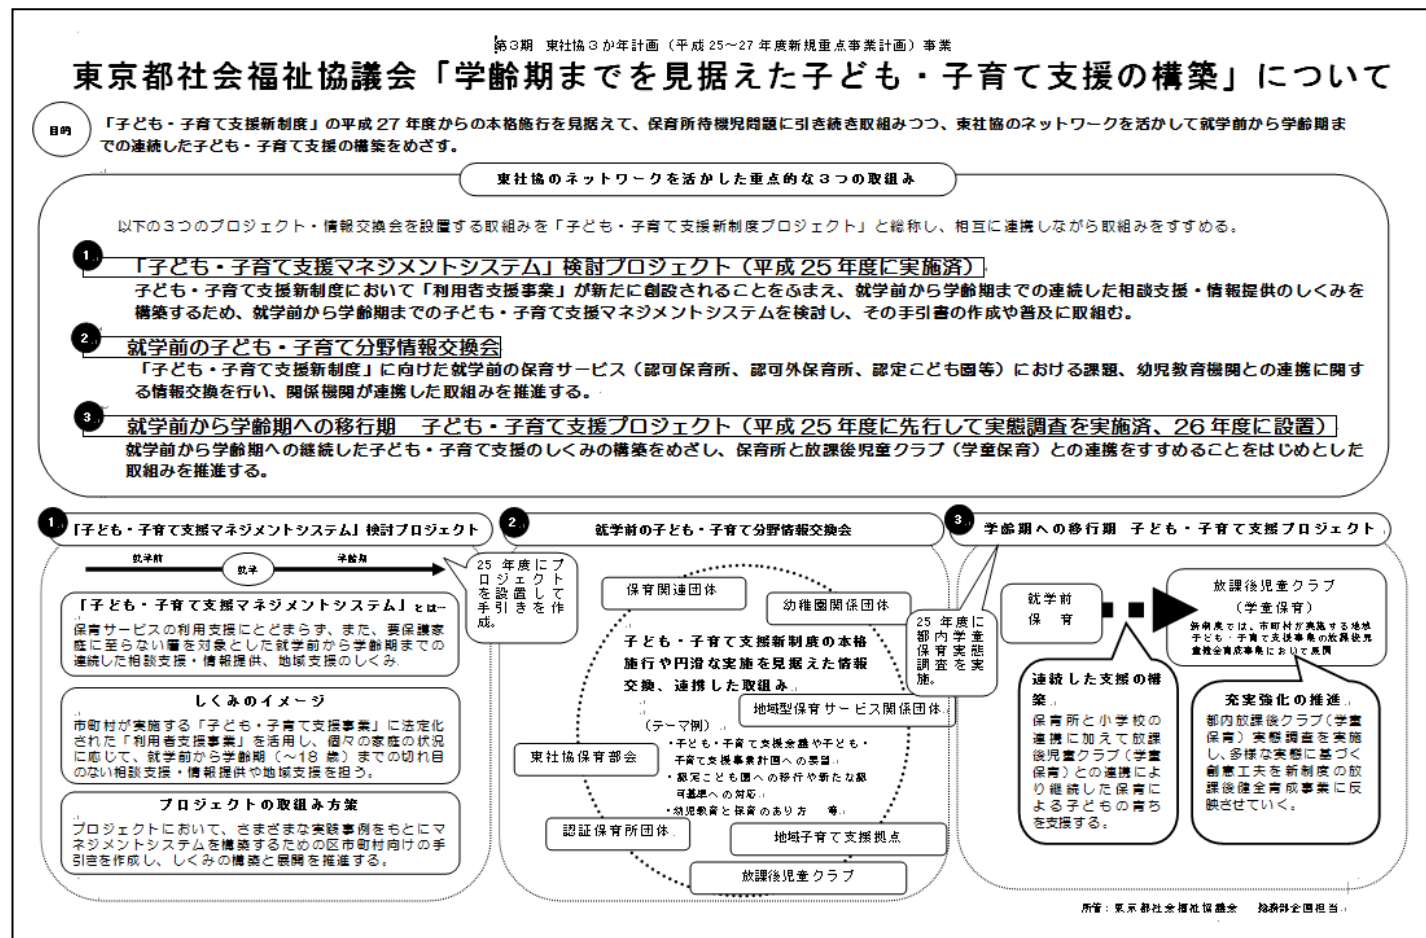 第３期　東社協３か年計画（平成25～27年度新規重点事業計画）事業
東京都社会福祉協議会「学齢期までを見据えた子ども・子育て支援の構築」について
目的
「子ども・子育て支援新制度」の平成27年度からの本格施行を見据えて、保育所待機児問題に引き続き取組みつつ、東社協のネットワークを活かして就学前から学齢期ま
での連続した子ども・子育て支援の構築をめざす。
東社協のネットワークを活かした重点的な３つの取組み
以下の３つのプロジェクト・情報交換会を設置する取組みを「子ども・子育て支援新制度プロジェクト」と総称し、相互に連携しながら取組みをすすめる。
1
「子ども・子育て支援マネジメントシステム」検討プロジェクト（平成25年度に実施済）
子ども・子育て支援新制度において「利用者支援事業」が新たに創設されることをふまえ、就学前から学齢期までの連続した相談支援・情報提供のしくみを
構築するため、就学前から学齢期までの子ども・子育て支援マネジメントシステムを検討し、その手引書の作成や普及に取組む。
2
就学前の子ども・子育て分野情報交換会
「子ども・子育て支援新制度」に向けた就学前の保育サービス（認可保育所、認可外保育所、認定こども園等）における課題、幼児教育機関との連携に関す
る情報交換を行い、関係機関が連携した取組みを推進する。
3
就学前から学齢期への移行期　子ども・子育て支援プロジェクト（平成25年度に先行して実態調査を実施済、26年度に設置）
就学前から学齢期への継続した子ども・子育て支援のしくみの構築をめざし、保育所と放課後児童クラブ（学童保育）との連携をすすめることをはじめとした
取組みを推進する。
1
「子ども・子育て支援マネジメントシステム」検討プロジェクト
就学前
就学
学齢期
25年度にプ
ロジェクト
を設置して
手引きを作
成。
「子ども・子育て支援マネジメントシステム」とは…
保育サービスの利用支援にとどまらず、また、要保護家
庭に至らない層を対象とした就学前から学齢期までの
連続した相談支援・情報提供、地域支援のしくみ
しくみのイメージ
市町村が実施する「子ども・子育て支援事業」に法定化
された「利用者支援事業」を活用し、個々の家庭の状況
に応じて、就学前から学齢期（～18歳）までの切れ目
のない相談支援・情報提供や地域支援を担う。
プロジェクトの取組み方策
プロジェクトにおいて、さまざまな実践事例をもとにマ
ネジメントシステムを構築するための区市町村向けの手
引きを作成し、しくみの構築と展開を推進する。
2
就学前の子ども・子育て分野情報交換会
保育関連団体
幼稚園関係団体
子ども・子育て支援新制度の本格
施行や円滑な実施を見据えた情報
交換、連携した取組み
地域型保育サービス関係団体
（テーマ例）
・子ども・子育て支援会議や子ども・
子育て支援事業計画への要望
・認定こども園への移行や新たな認
可基準への対応
・幼児教育と保育のあり方　等
東社協保育部会
認証保育所団体
地域子育て支援拠点
放課後児童クラブ
3
学齢期への移行期　子ども・子育て支援プロジェクト
25年度に
都内学童
保育実態
調査を実
施。
就学前
保育
放課後児童クラブ
（学童保育）
新制度では、市町村が実施する地域
子ども・子育て支援事業の放課後児
童健全育成事業において展開
連続した支援の構
築
保育所と小学校の
連携に加えて放課
後児童クラブ（学童
保育）との連携によ
り継続した保育に
よる子どもの育ち
を支援する。
充実強化の推進
都内放課後クラブ（学童
保育）実態調査を実施
し、多様な実態に基づく
創意工夫を新制度の放
課後健全育成事業に反
映させていく。
所管：東京都社会福祉協議会　総務部企画担当